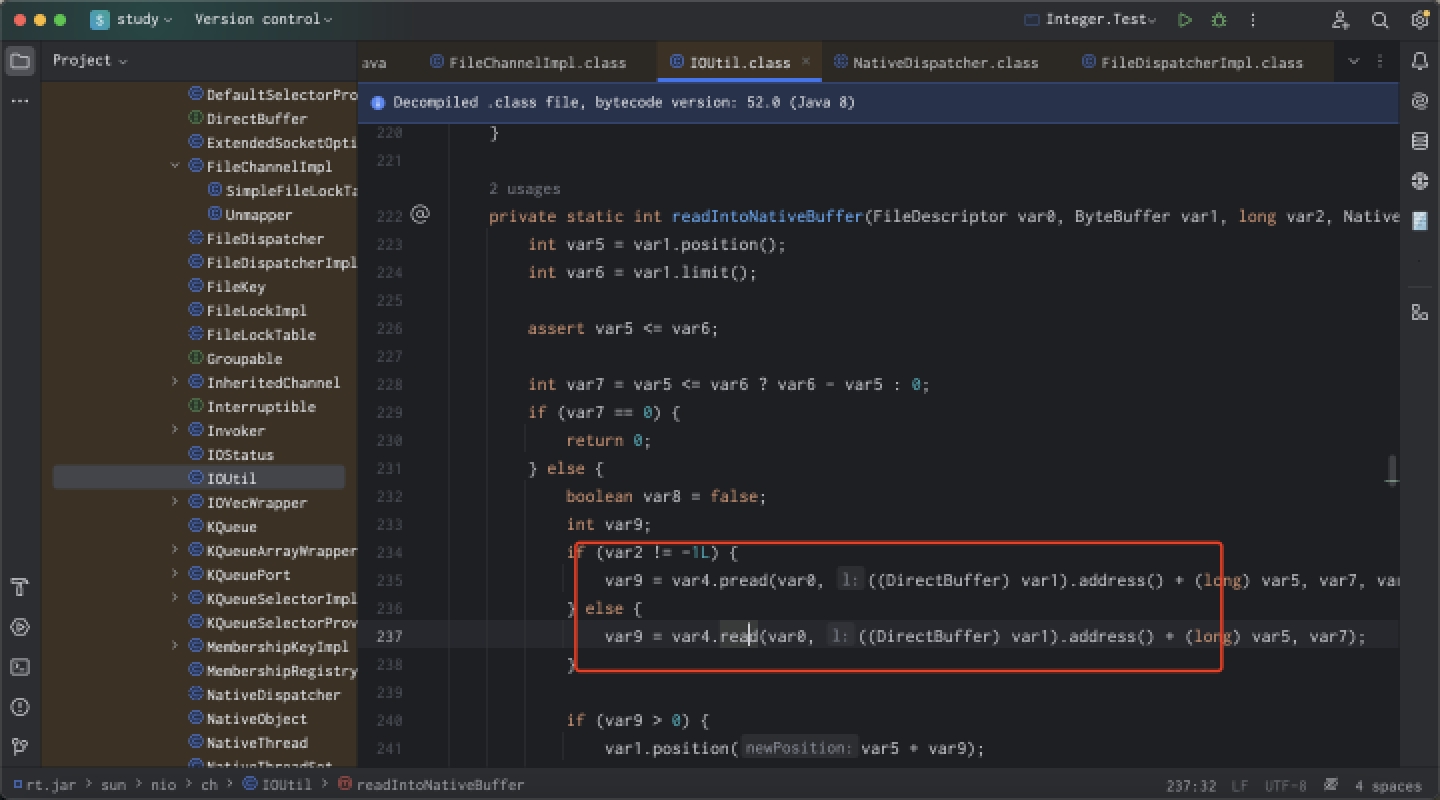 study
Version control
Integer.Test
Project
ava
FileChannelImpl.class
IOUtil.class
NativeDispatcher.class
FileDispatcherImpl.class
Decompiled .class file, bytecode version: 52.0 (Java 8)
DefaultSelectorPro
DirectBuffer
ExtendedSocketOpti
FileChannelImpl
SimpleFileLockTa
Unmapper
FileDispatcher
FileDispatcherImpl
FileKey
FileLockImpl
FileLockTable
Groupable
InheritedChannel
Interruptible
Invoker
IOStatus
IOUtil
IOVecWrapper
KQueue
KQueueArrayWrapper
KQueuePort
KQueueSelectorImpl
KQueueSelectorProv
MembershipKeyImpl
MembershipRegistry
NativeDispatcher
NativeObject
NativeThread
NativeThreadSet
220 }
221
2 usages
222 private static int readIntoNativeBuffer(FileDescriptor var0, ByteBuffer var1, long var2, Native
223 int var5 = var1.position();
224 int var6 = var1.limit();
225
226 assert var5 <= var6;
227
228 int var7 = var5 <= var6 ? var6 - var5 : 0;
229 if (var7 == 0) {
230 return 0;
231 } else {
232 boolean var8 = false;
233 int var9;
234 if (var2 != -1L) {
235 var9 = var4.pread(var0, l: ((DirectBuffer) var1).address() + (long) var5, var7, va
236 } else {
237 var9 = var4.read(var0, l: ((DirectBuffer) var1).address() + (long) var5, var7);
238 }
239
240 if (var9 > 0) {
241 var1.position( newPosition: var5 + var9);
rt.jar > sun > nio > ch > IOUtil > readIntoNativeBuffer
237:32 LF UTF-8 4 spaces